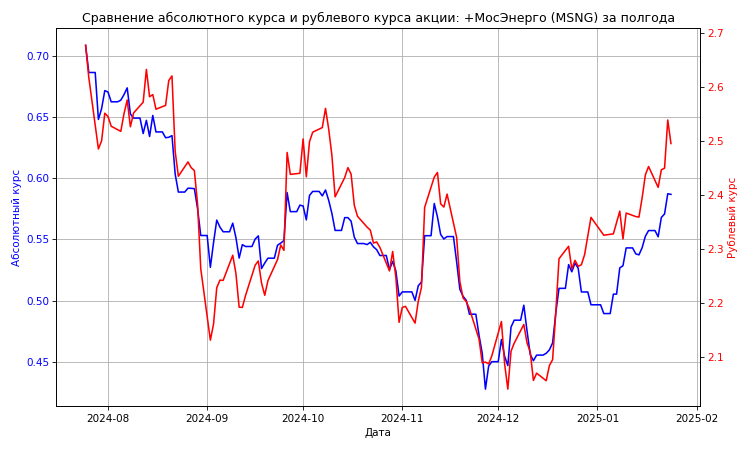 Сравнение абсолютного курса и рублевого курса акции: +МосЭнерго (MSNG) за полгода
2.7
0.70
2.6
0.65
2.5
0.60
2.4
Абсолютный курс
Рублевый курс
0.55
2.3
0.50
2.2
0.45
2.1
2024-08 2024-09 2024-10 2024-11 2024-12 2025-01 2025-02
Дата